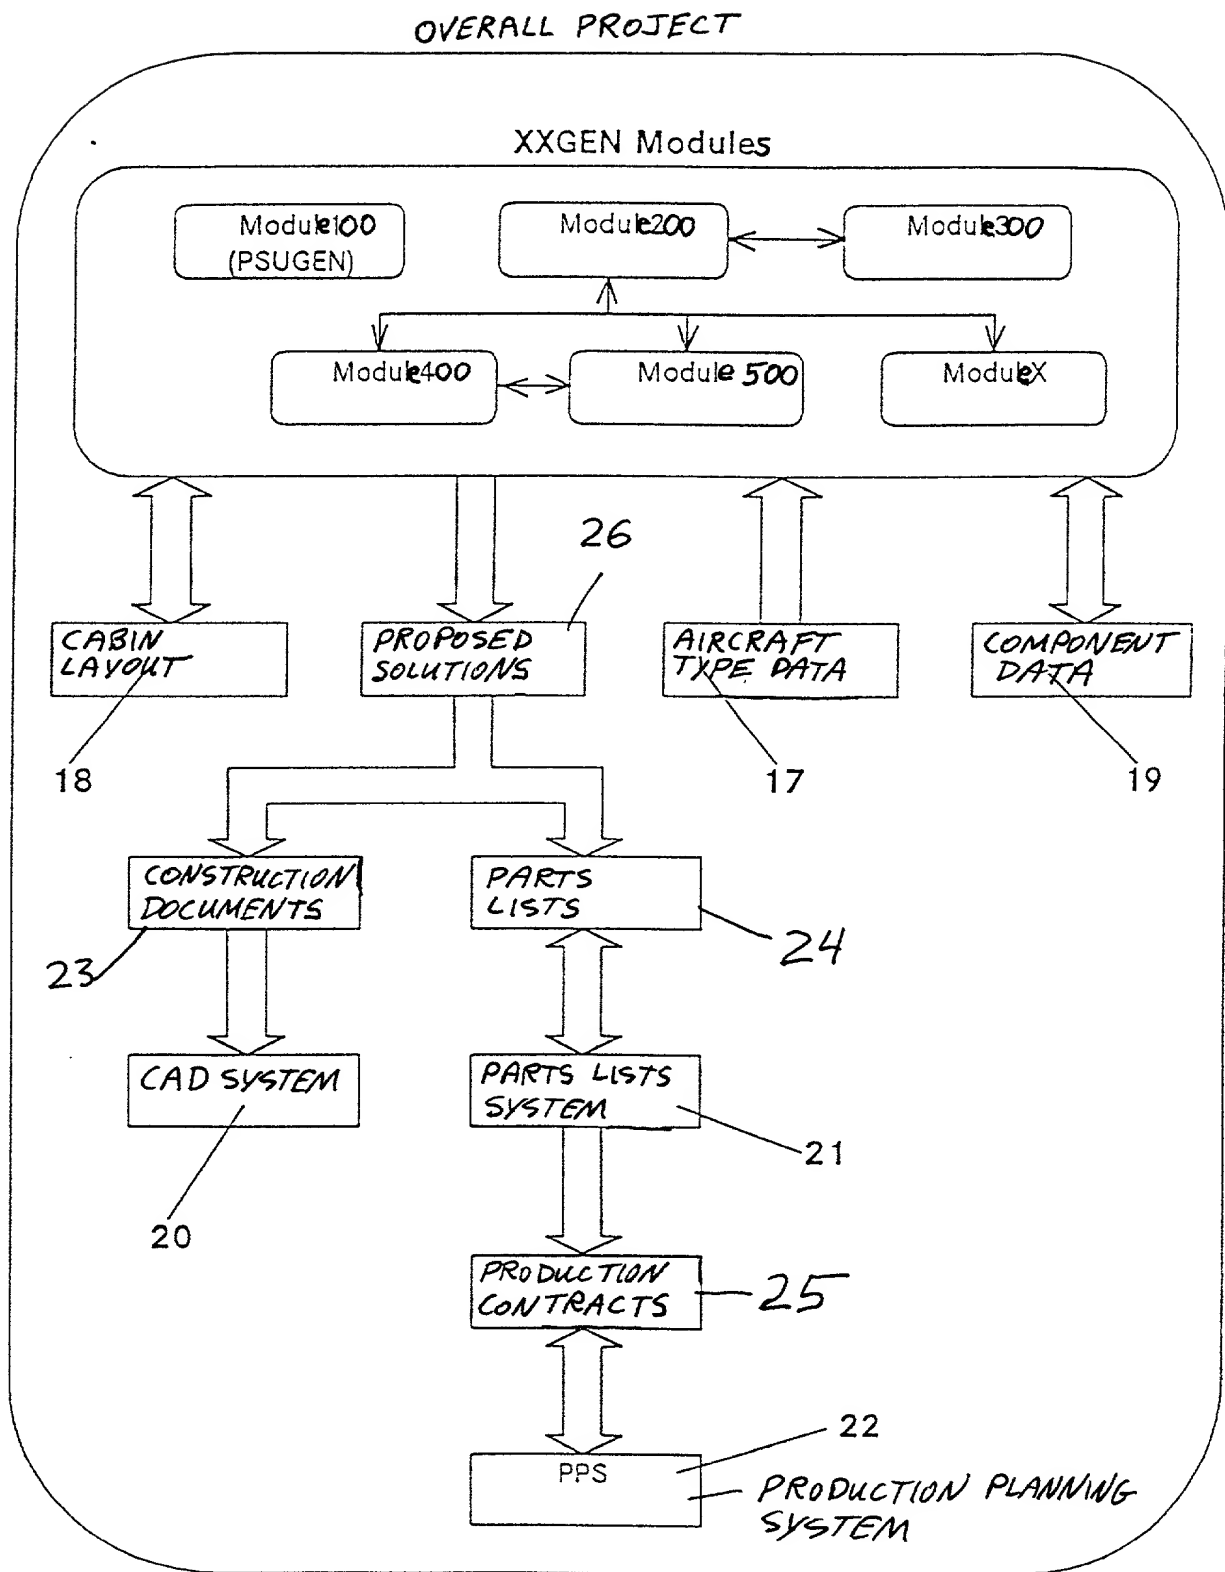 OVERALL PROJECT
XXGEN Modules
Module100
(PSUGEN)
Module200
Module300
Module400
Module 500
ModuleX
26
CABIN
LAYOUT
PROPOSED
SOLUTIONS
AIRCRAFT
TYPE DATA
COMPONENT
DATA
18
17
19
CONSTRUCTION
DOCUMENTS
PARTS
LISTS
23
24
CAD SYSTEM
PARTS LISTS
SYSTEM
21
20
PRODUCTION
CONTRACTS
25
22
PPS
PRODUCTION PLANNING
SYSTEM